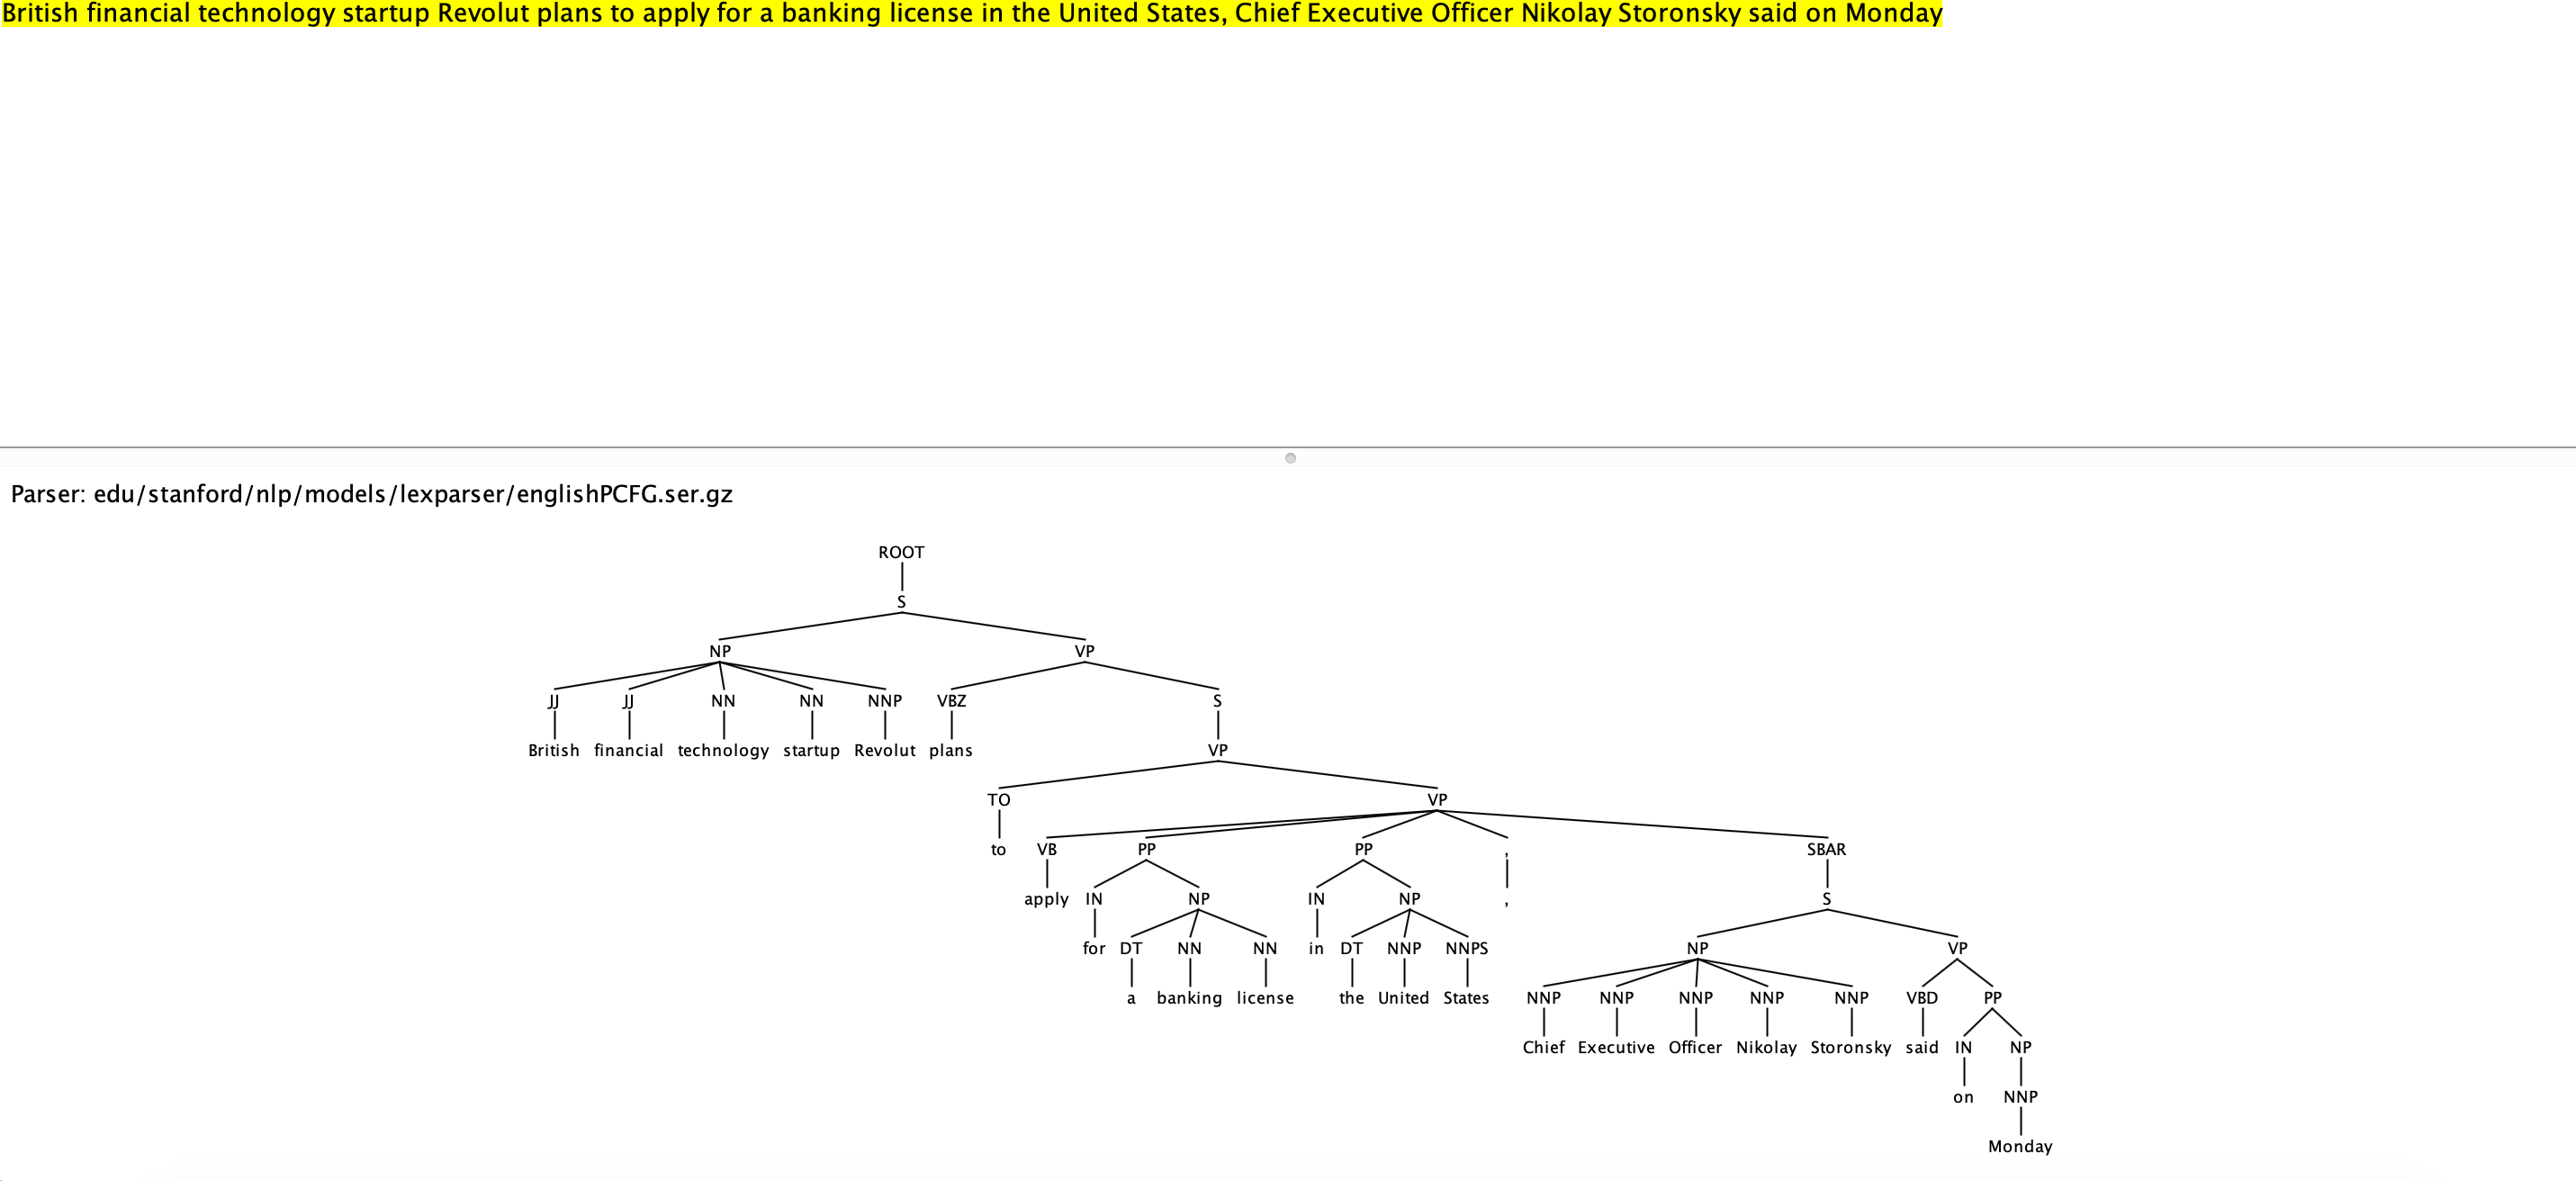 British financial technology startup Revolut plans to apply for a banking license in the United States, Chief Executive Officer Nikolay Storonsky said on Monday
Parser: edu/stanford/nlp/models/lexparser/englishPCFG.ser.gz
ROOT
S
NP VP
JJ JJ NN NN NNP VBZ S
British financial technology startup Revolut plans VP
TO VP
to VB PP PP , SBAR
apply IN NP IN NP , S
for DT NN NN in DT NNP NNPS NP VP
a banking license the United States NNP NNP NNP NNP NNP VBD PP
Chief Executive Officer Nikolay Storonsky said IN NP
on NNP
Monday